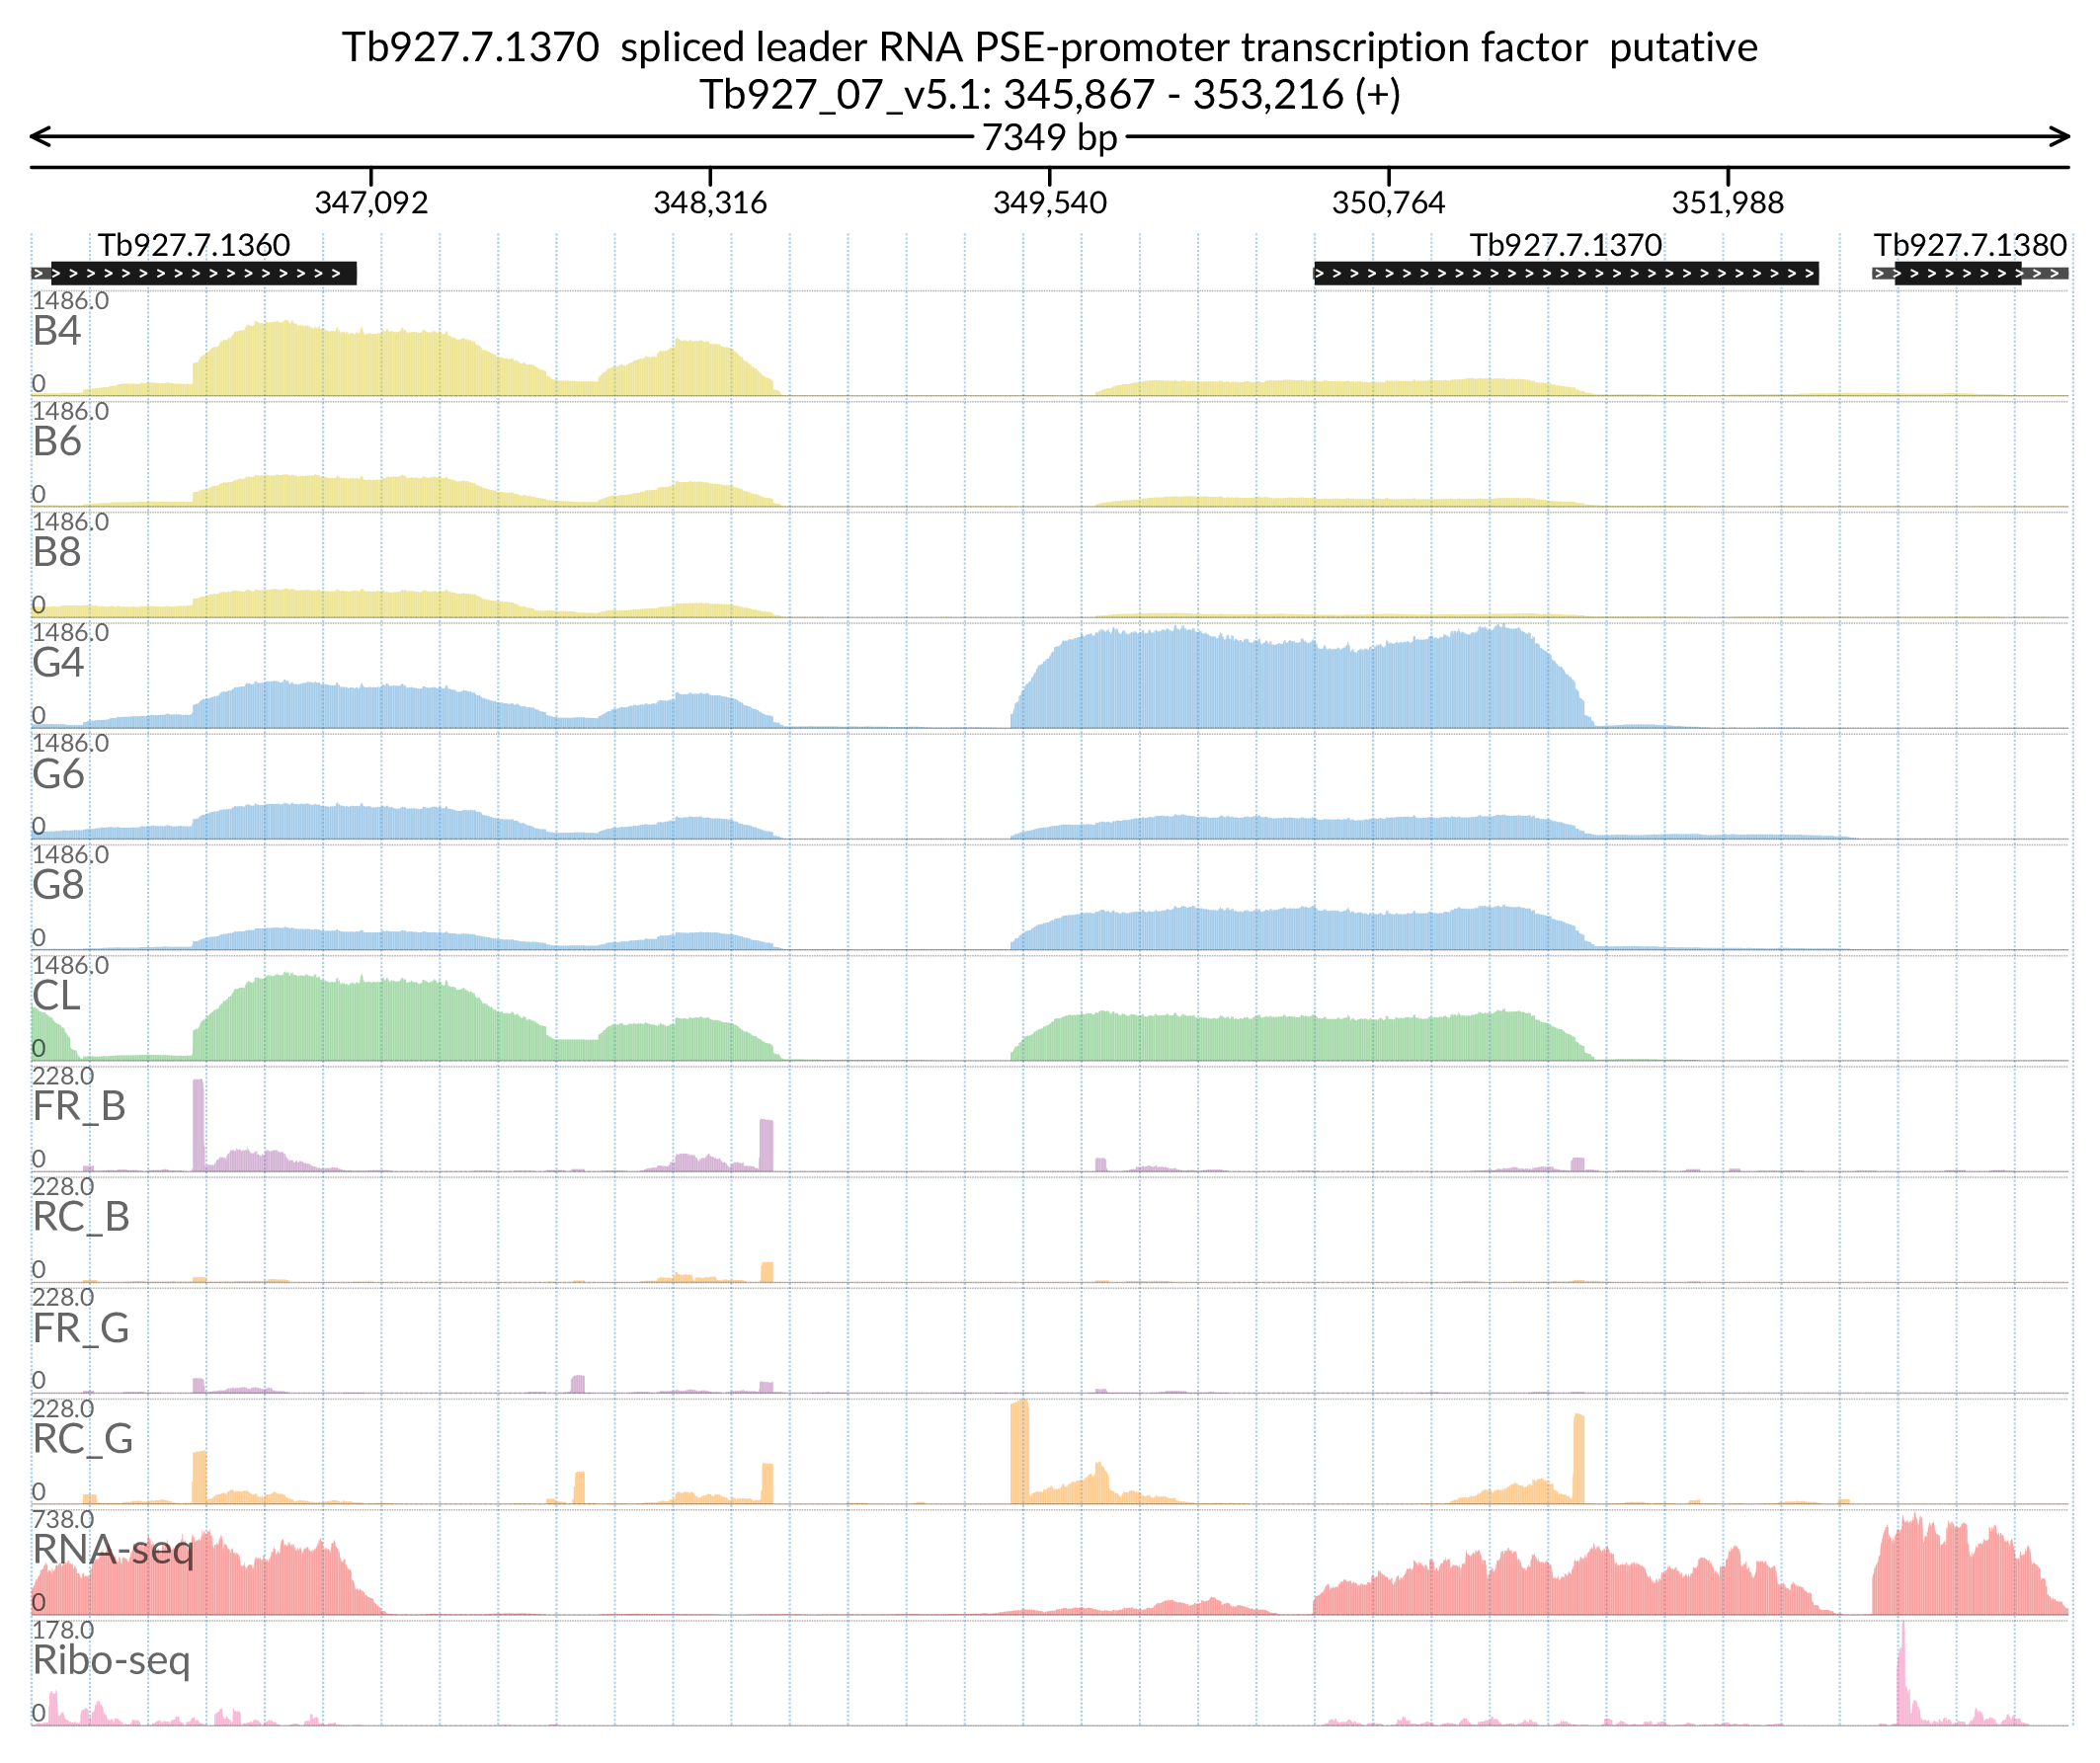 Tb927.7.1370 spliced leader RNA PSE-promoter transcription factor putative
Tb927_07_v5.1: 345,867 - 353,216 (+)
7349 bp
347,092 348,316 349,540 350,764 351,988
Tb927.7.1360 Tb927.7.1370 Tb927.7.1380
1486.0
B4
0
1486.0
B6
0
1486.0
B8
0
1486.0
G4
0
1486.0
G6
0
1486.0
G8
0
1486.0
CL
0
228.0
FR_B
0
228.0
RC_B
0
228.0
FR_G
0
228.0
RC_G
0
738.0
RNA-seq
0
178.0
Ribo-seq
0